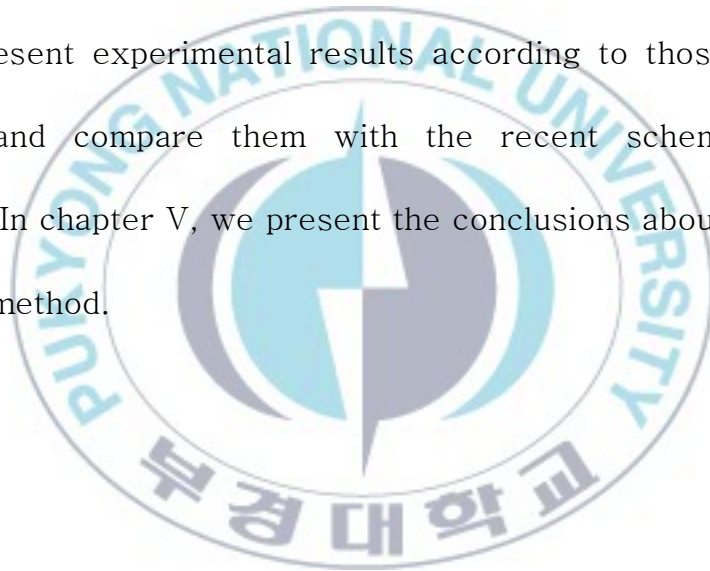 esent experimental results according to thos
and compare them with the recent schem
In chapter V, we present the conclusions abou
method.
PUKYONG NATIONAL UNIVERSITY
부경대학교